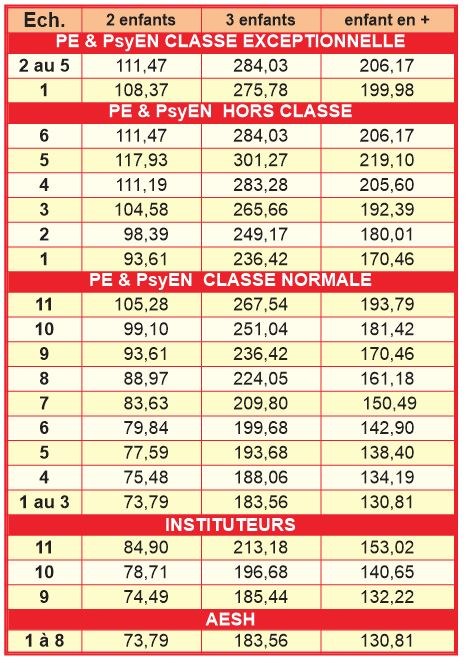 Ech. 2 enfants 3 enfants enfant en +
PE & PsyEN CLASSE EXCEPTIONNELLE
2 au 5 111,47 284,03 206,17
1 108,37 275,78 199,98
PE & PsyEN HORS CLASSE
6 111,47 284,03 206,17
5 117,93 301,27 219,10
4 111,19 283,28 205,60
3 104,58 265,66 192,39
2 98,39 249,17 180,01
1 93,61 236,42 170,46
PE & PsyEN CLASSE NORMALE
11 105,28 267,54 193,79
10 99,10 251,04 181,42
9 93,61 236,42 170,46
8 88,97 224,05 161,18
7 83,63 209,80 150,49
6 79,84 199,68 142,90
5 77,59 193,68 138,40
4 75,48 188,06 134,19
1 au 3 73,79 183,56 130,81
INSTITUTEURS
11 84,90 213,18 153,02
10 78,71 196,68 140,65
9 74,49 185,44 132,22
AESH
1 à 8 73,79 183,56 130,81